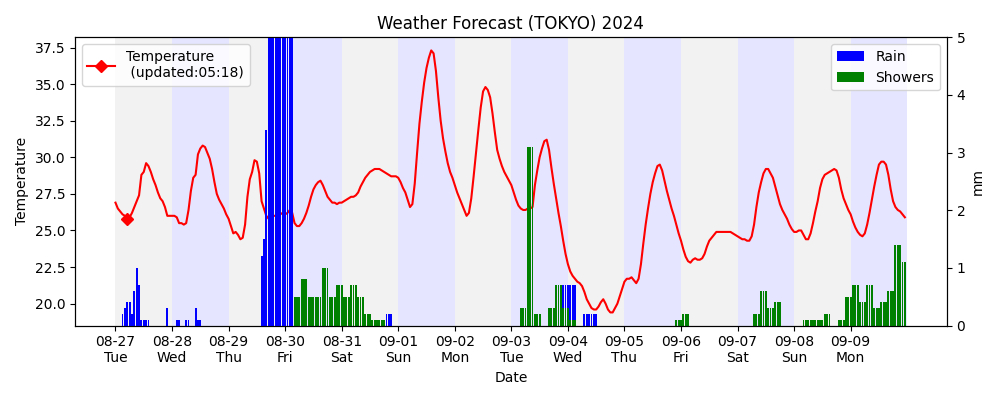 Weather Forecast (TOKYO) 2024
Temperature
(updated:05:18)
Rain
Showers
37.5
35.0
32.5
30.0
27.5
25.0
22.5
20.0
Temperature
5
4
3
2
1
0
mm
08-27 08-28 08-29 08-30 08-31 09-01 09-02 09-03 09-04 09-05 09-06 09-07 09-08 09-09
Tue Wed Thu Fri Sat Sun Mon Tue Wed Thu Fri Sat Sun Mon
Date